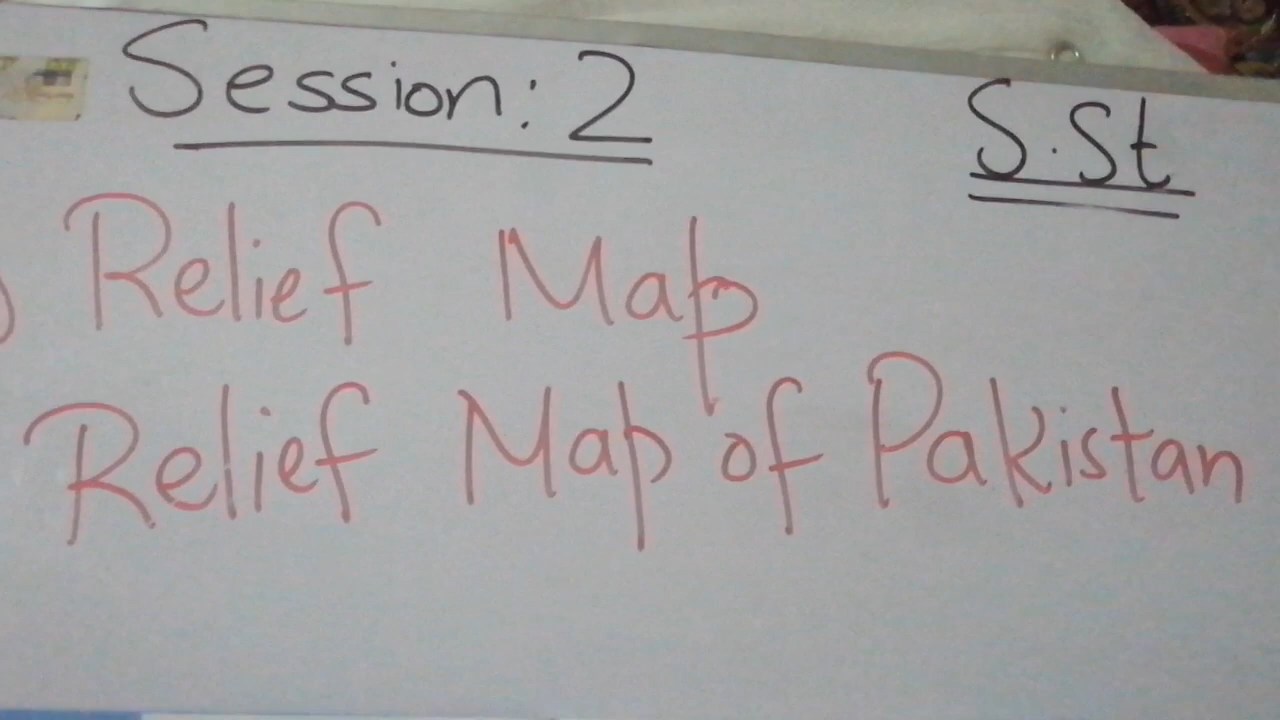 Session: 2
S.St
Relief Map
Relief Map of Pakistan